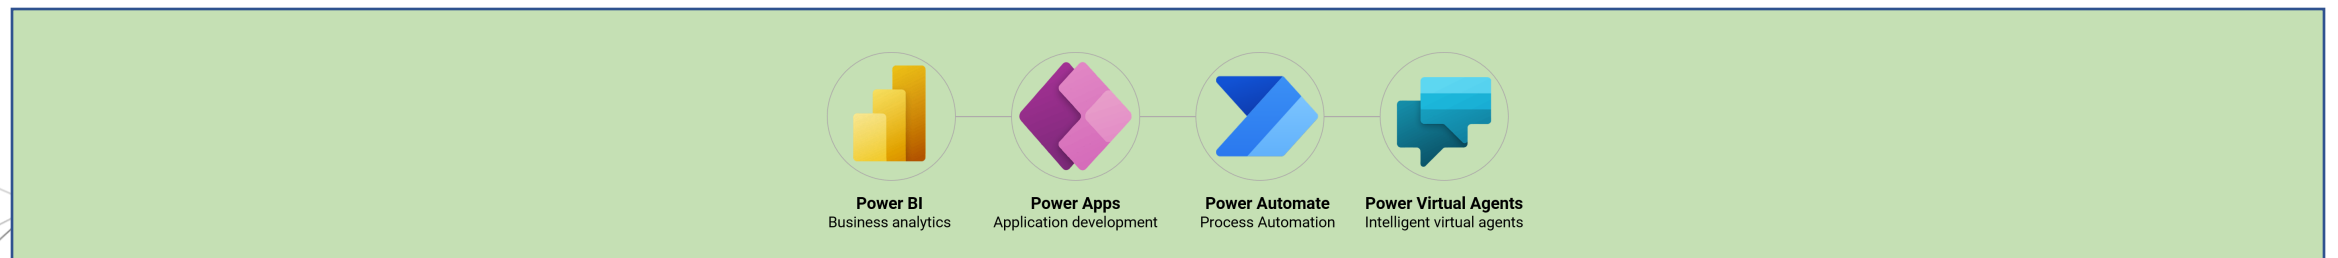 Power BI
Business analytics
Power Apps
Application development
Power Automate
Process Automation
Power Virtual Agents
Intelligent virtual agents